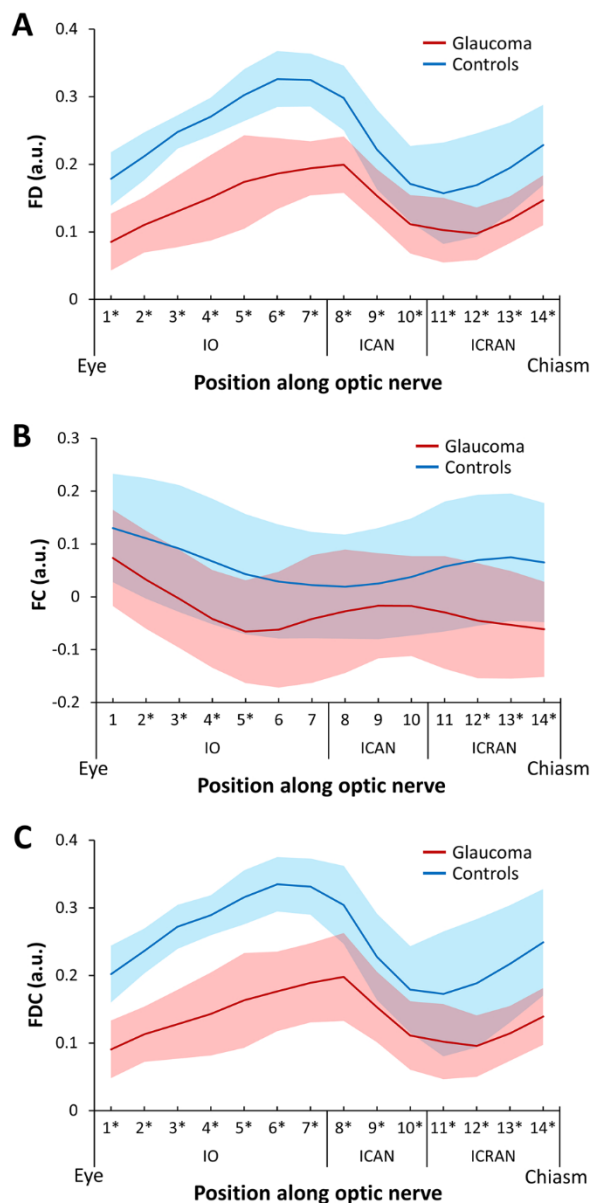 A
0.4
Glaucoma
Controls
0.3
FD (a.u.)
0.2
0.1
0
1* 2* 3* 4* 5* 6* 7* 8* 9* 10* 11* 12* 13* 14*
IO ICAN ICRAN
Eye Chiasm
Position along optic nerve
B
0.3
Glaucoma
Controls
0.2
0.1
FC (a.u.)
0
-0.1
-0.2
1 2* 3* 4* 5* 6 7 8 9 10 11 12* 13* 14*
IO ICAN ICRAN
Eye Chiasm
Position along optic nerve
C
0.4
Glaucoma
Controls
0.3
FDC (a.u.)
0.2
0.1
0
1* 2* 3* 4* 5* 6* 7* 8* 9* 10* 11* 12* 13* 14*
IO ICAN ICRAN
Eye Chiasm
Position along optic nerve